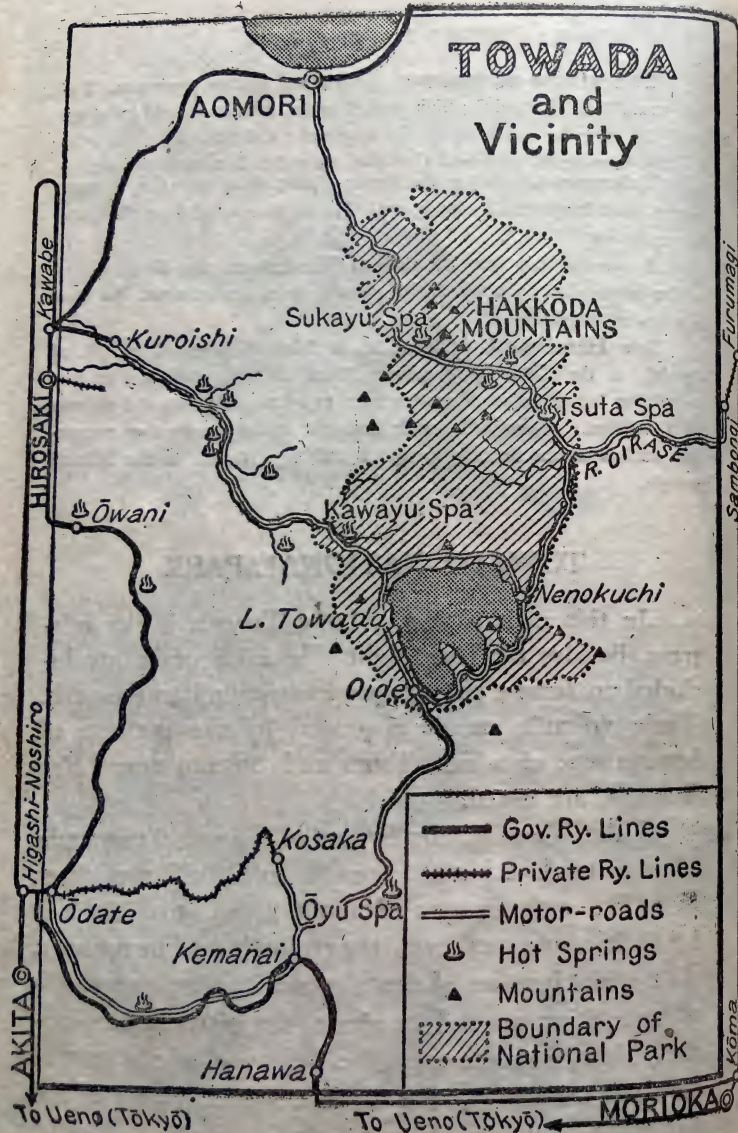 TOWADA
and
Vicinity
AOMORI
Kawabe
Kuroishi
Sukayu Spa
HAKKŌDA
MOUNTAINS
Furumagi
HIROSAKI
Tsuta Spa
R. OIRASE
Sambongi
Ōwani
Kawayu Spa
Nenokuchi
L. Towada
Oide
Higashi-Noshiro
Kosaka
Ōdate
Ōyu Spa
Kemanai
AKITA
Hanawa
Gov. Ry. Lines
Private Ry. Lines
Motor-roads
Hot Springs
Mountains
Boundary of
National Park
Kōma
MORIOKA
To Ueno (Tōkyō)
To Ueno (Tōkyō)